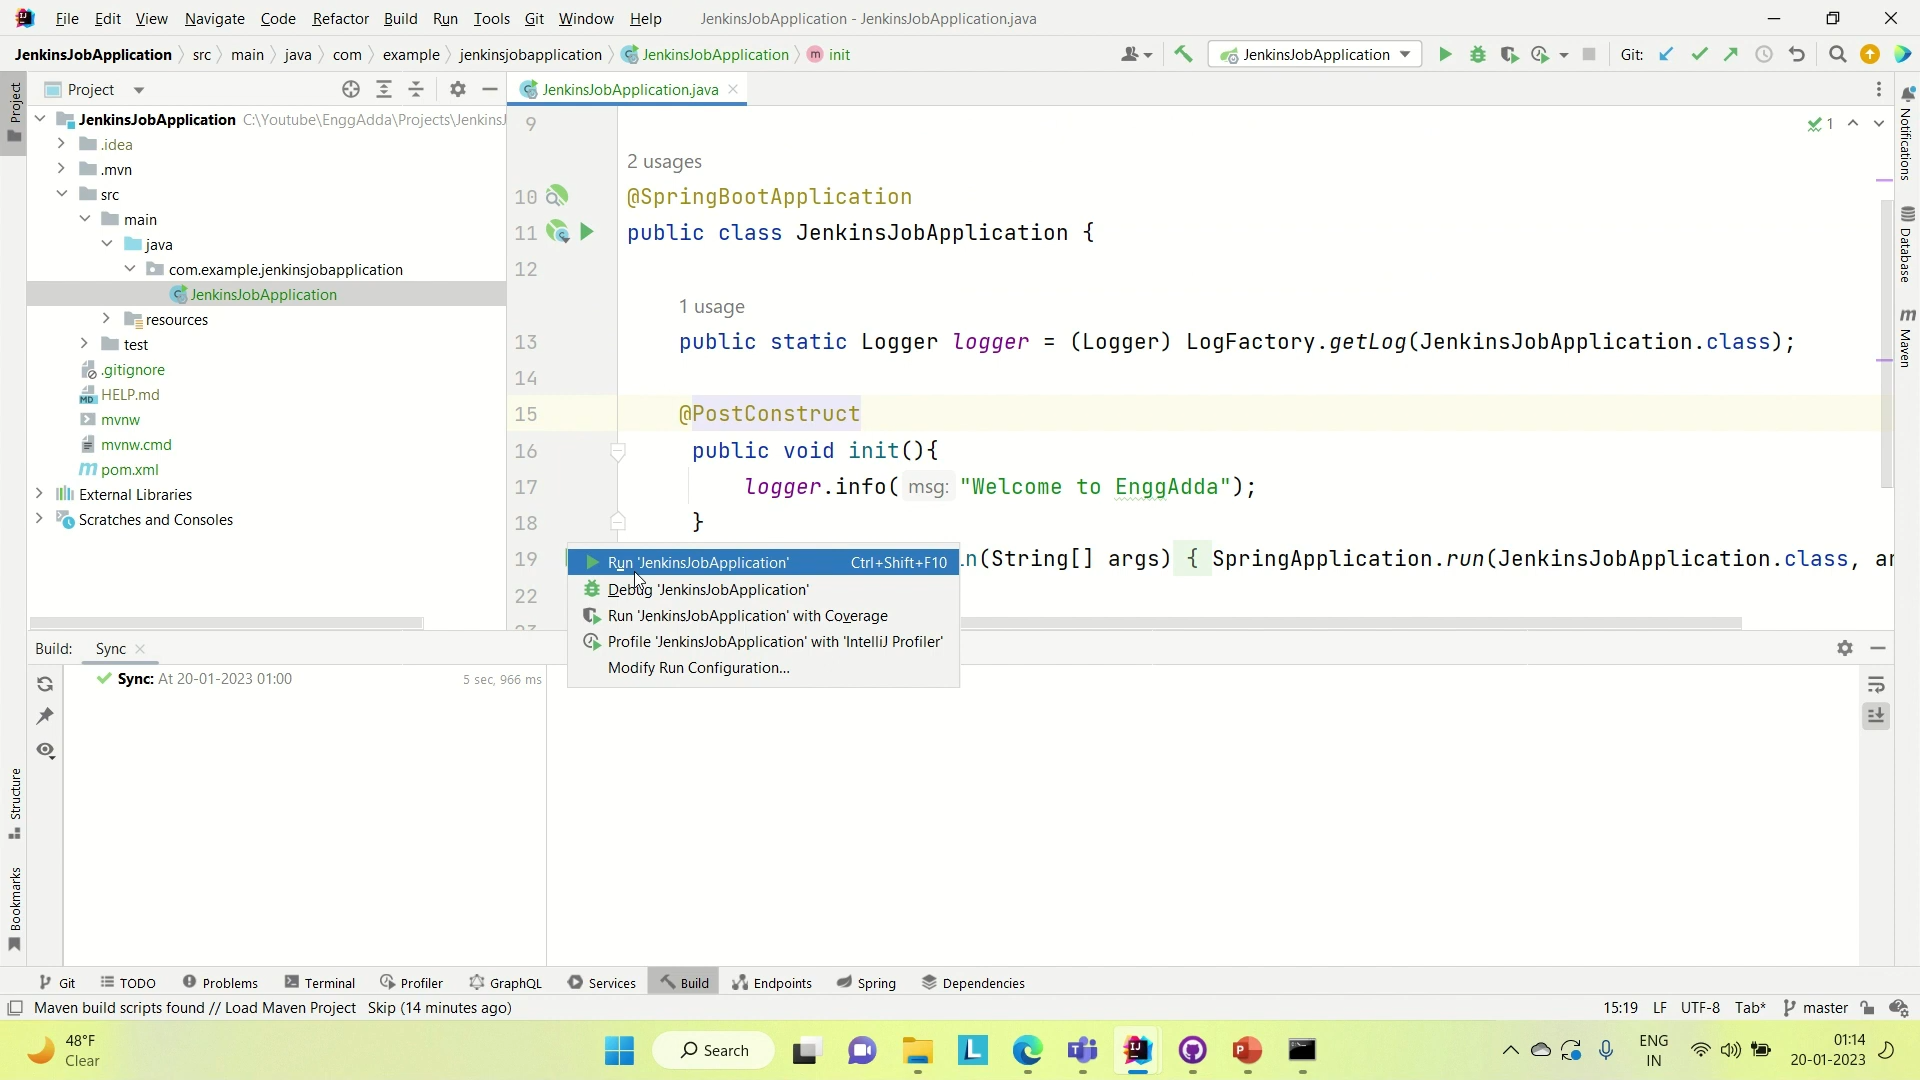 File Edit View Navigate Code Refactor Build Run Tools Git Window Help JenkinsJobApplication - JenkinsJobApplication.java
JenkinsJobApplication src main java com example jenkinsjobapplication JenkinsJobApplication init JenkinsJobApplication Git:
Project JenkinsJobApplication.java
Project
JenkinsJobApplication C:\Youtube\EnggAdda\Projects\JenkinsJ
.idea
.mvn
src
main
java
com.example.jenkinsjobapplication
JenkinsJobApplication
resources
test
.gitignore
HELP.md
mvnw
mvnw.cmd
pom.xml
External Libraries
Scratches and Consoles
9
1
2 usages
10 @SpringBootApplication
11 public class JenkinsJobApplication {
12
1 usage
13 public static Logger logger = (Logger) LogFactory.getLog(JenkinsJobApplication.class);
14
15 @PostConstruct
16 public void init(){
17 logger.info( msg: "Welcome to EnggAdda");
18 }
19 n(String[] args) { SpringApplication.run(JenkinsJobApplication.class, ar
22
23
Run 'JenkinsJobApplication' Ctrl+Shift+F10
Debug 'JenkinsJobApplication'
Run 'JenkinsJobApplication' with Coverage
Profile 'JenkinsJobApplication' with 'IntelliJ Profiler'
Modify Run Configuration...
Notifications
Database
m Maven
Build: Sync
Sync: At 20-01-2023 01:00 5 sec, 966 ms
Structure
Bookmarks
Git TODO Problems Terminal Profiler GraphQL Services Build Endpoints Spring Dependencies
Maven build scripts found // Load Maven Project Skip (14 minutes ago) 15:19 LF UTF-8 Tab* master
48°F
Clear
Search
ENG
IN
01:14
20-01-2023